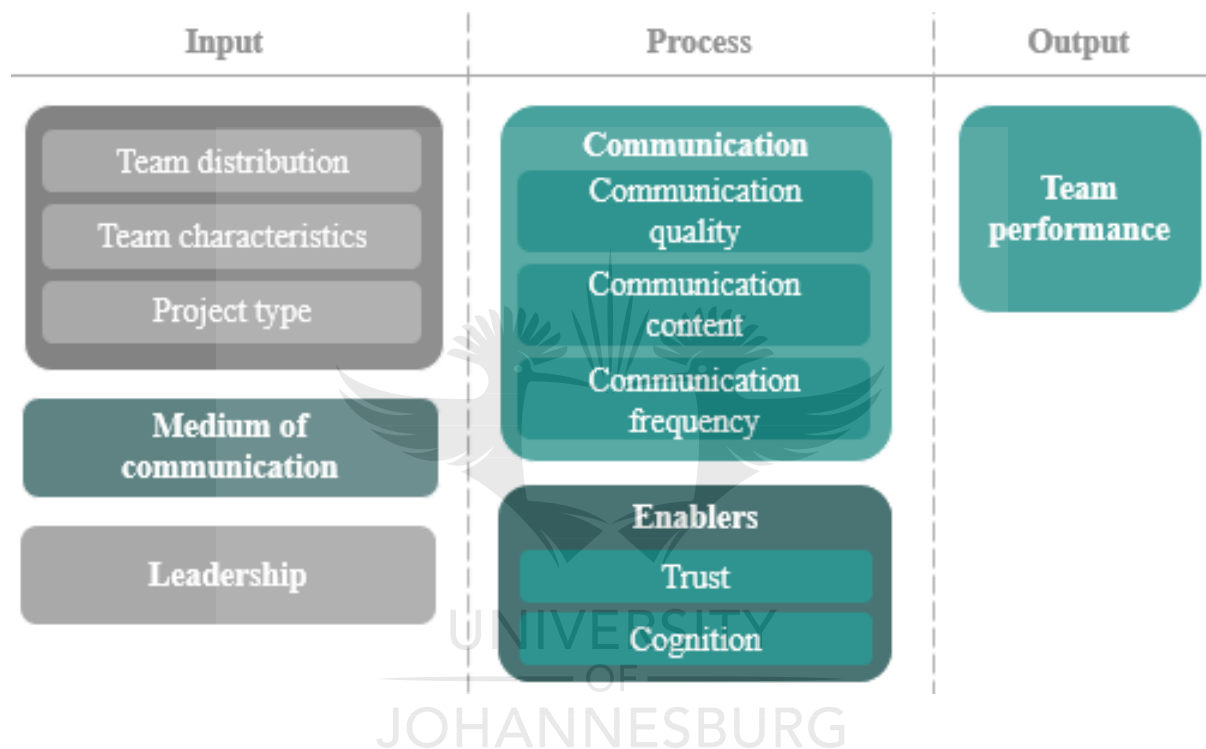 Input
Process
Output
Team distribution
Team characteristics
Project type
Medium of
communication
Leadership
Communication
Communication
quality
Communication
content
Communication
frequency
Enablers
Trust
Cognition
Team
performance
UNIVERSITY
OF
JOHANNESBURG